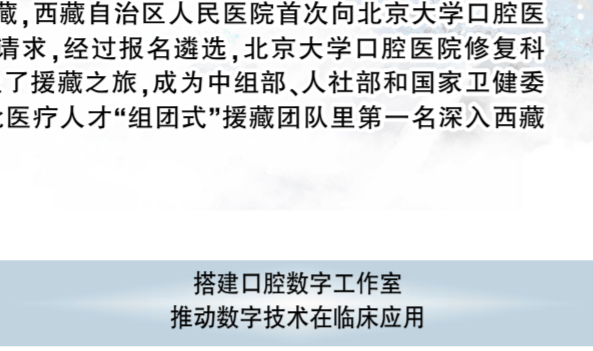 藏，西藏自治区人民医院首次向北京大学口腔医
请求，经过报名遴选，北京大学口腔医院修复科
了援藏之旅，成为中组部、人社部和国家卫健委
医疗人才“组团式”援藏团队里第一名深入西藏
搭建口腔数字工作室
推动数字技术在临床应用